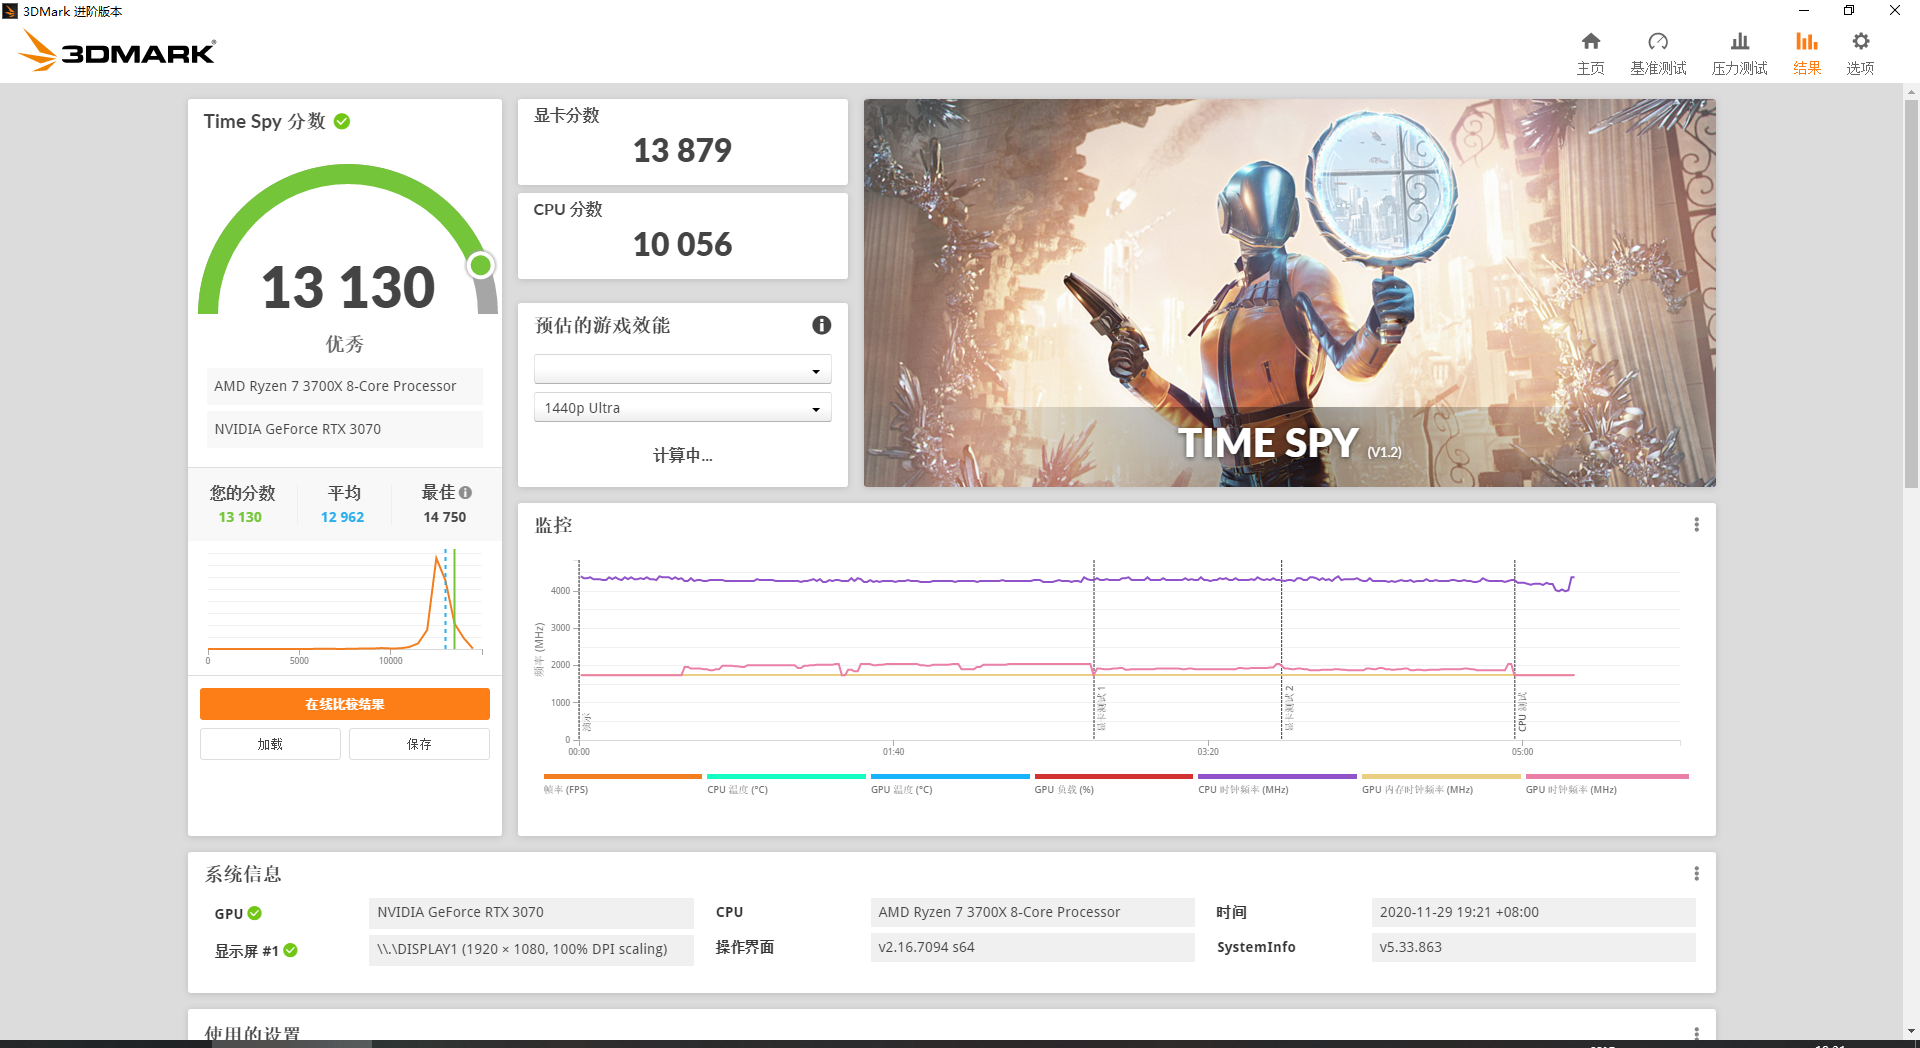 3DMark 进阶版本
3DMARK
主页
基准测试
压力测试
结果
选项
Time Spy 分数
13 130
优秀
AMD Ryzen 7 3700X 8-Core Processor
NVIDIA GeForce RTX 3070
您的分数 平均 最佳
13 130 12 962 14 750
0 5000 10000
在线比较结果
加载 保存
显卡分数
13 879
CPU 分数
10 056
预估的游戏效能
1440p Ultra
计算中...
TIME SPY (V1.2)
监控
频率 (MHz)
4000
3000
2000
1000
0
演示
显卡测试 1
显卡测试 2
CPU 测试
00:00 01:40 03:20 05:00
帧率 (FPS) CPU 温度 (°C) GPU 温度 (°C) GPU 负载 (%) CPU 时钟频率 (MHz) GPU 内存时钟频率 (MHz) GPU 时钟频率 (MHz)
系统信息
GPU NVIDIA GeForce RTX 3070 CPU AMD Ryzen 7 3700X 8-Core Processor 时间 2020-11-29 19:21 +08:00
显示屏 #1 \\.\DISPLAY1 (1920 × 1080, 100% DPI scaling) 操作界面 v2.16.7094 s64 SystemInfo v5.33.863
使用的设置